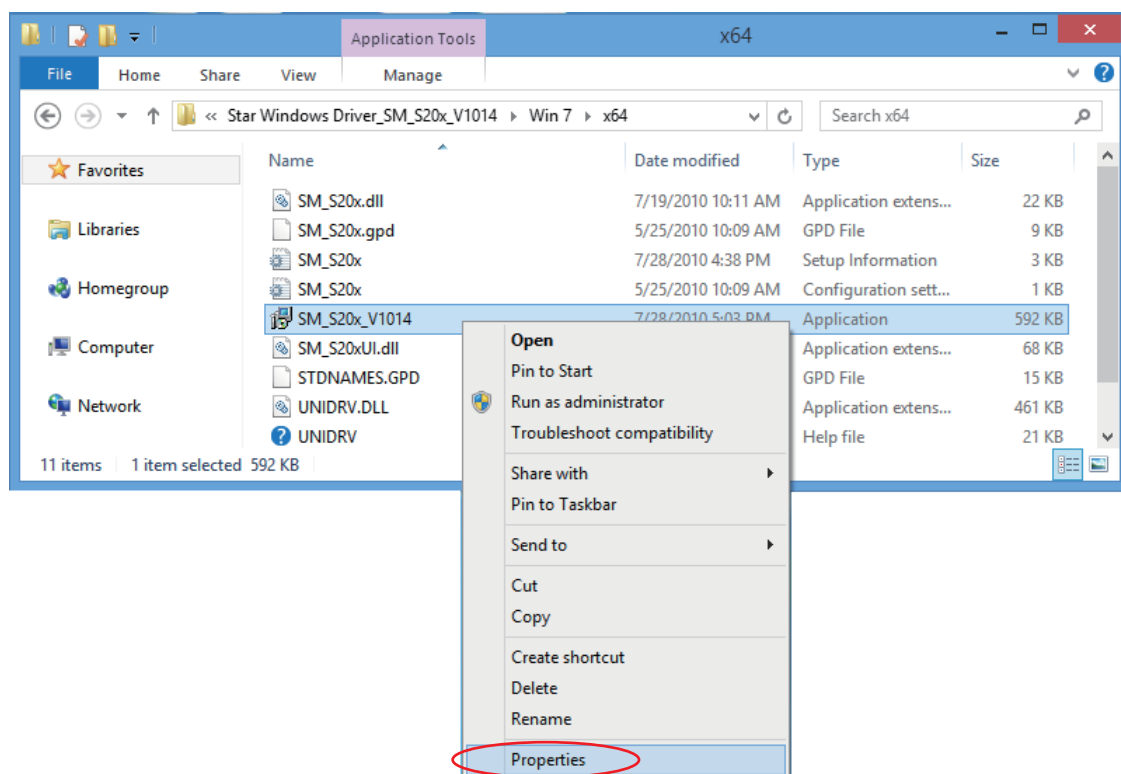 Application Tools x64
File Home Share View Manage
« Star Windows Driver_SM_S20x_V1014 Win 7 x64 Search x64
Favorites
Libraries
Homegroup
Computer
Network
Name Date modified Type Size
SM_S20x.dll 7/19/2010 10:11 AM Application extens... 22 KB
SM_S20x.gpd 5/25/2010 10:09 AM GPD File 9 KB
SM_S20x 7/28/2010 4:38 PM Setup Information 3 KB
SM_S20x 5/25/2010 10:09 AM Configuration sett... 1 KB
SM_S20x_V1014 7/28/2010 5:03 PM Application 592 KB
SM_S20xUI.dll Application extens... 68 KB
STDNAMES.GPD GPD File 15 KB
UNIDRV.DLL Application extens... 461 KB
UNIDRV Help file 21 KB
11 items 1 item selected 592 KB
Open
Pin to Start
Run as administrator
Troubleshoot compatibility
Share with
Pin to Taskbar
Send to
Cut
Copy
Create shortcut
Delete
Rename
Properties